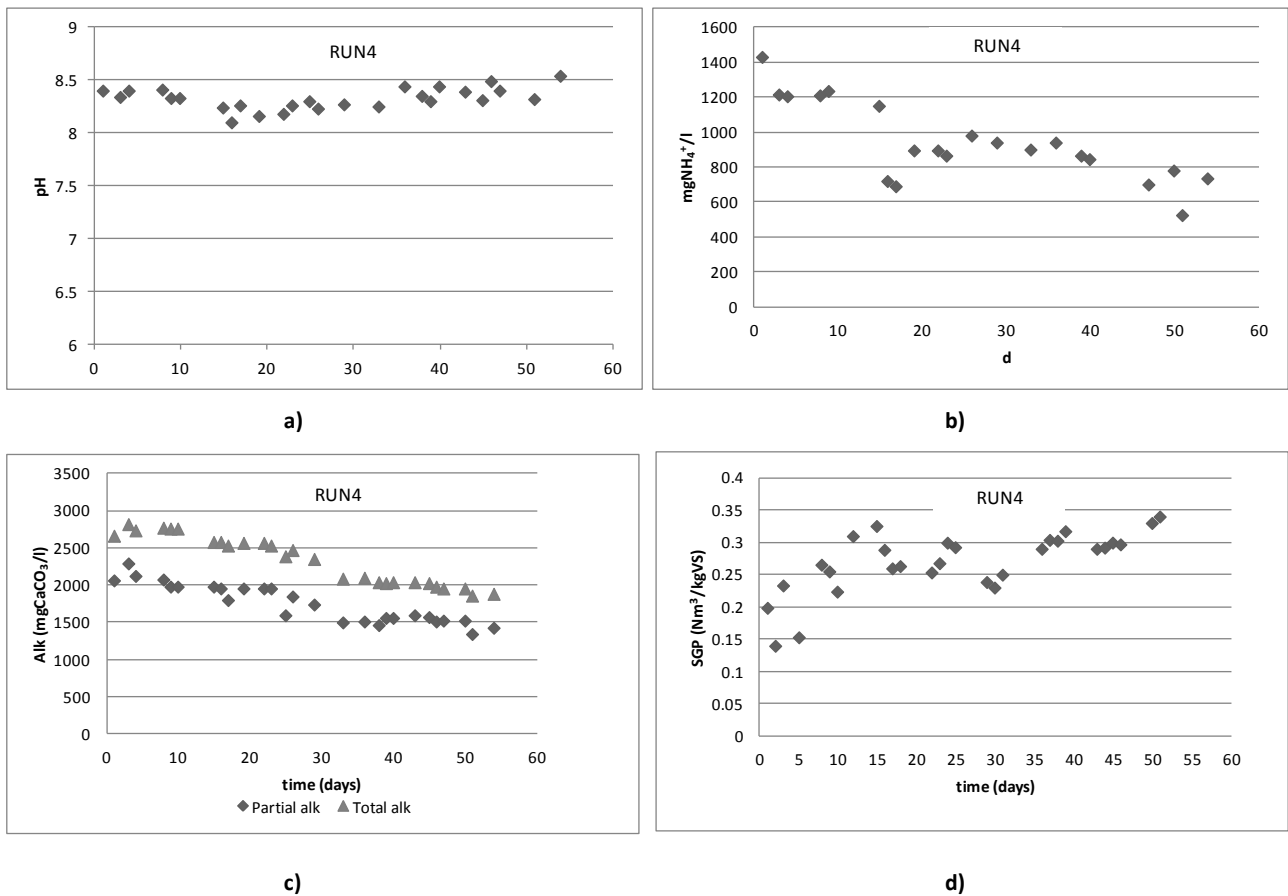 RUN4
9
8.5
8
7.5
7
6.5
6
pH
0 10 20 30 40 50 60
a)
RUN4
1600
1400
1200
1000
800
600
400
200
0
mgNH₄⁺/l
0 10 20 30 40 50 60
d
b)
RUN4
3500
3000
2500
2000
1500
1000
500
0
Alk (mgCaCO₃/l)
0 10 20 30 40 50 60
time (days)
Partial alk Total alk
c)
RUN4
0.4
0.35
0.3
0.25
0.2
0.15
0.1
0.05
0
SGP (Nm³/kgVS)
0 5 10 15 20 25 30 35 40 45 50 55 60
time (days)
d)